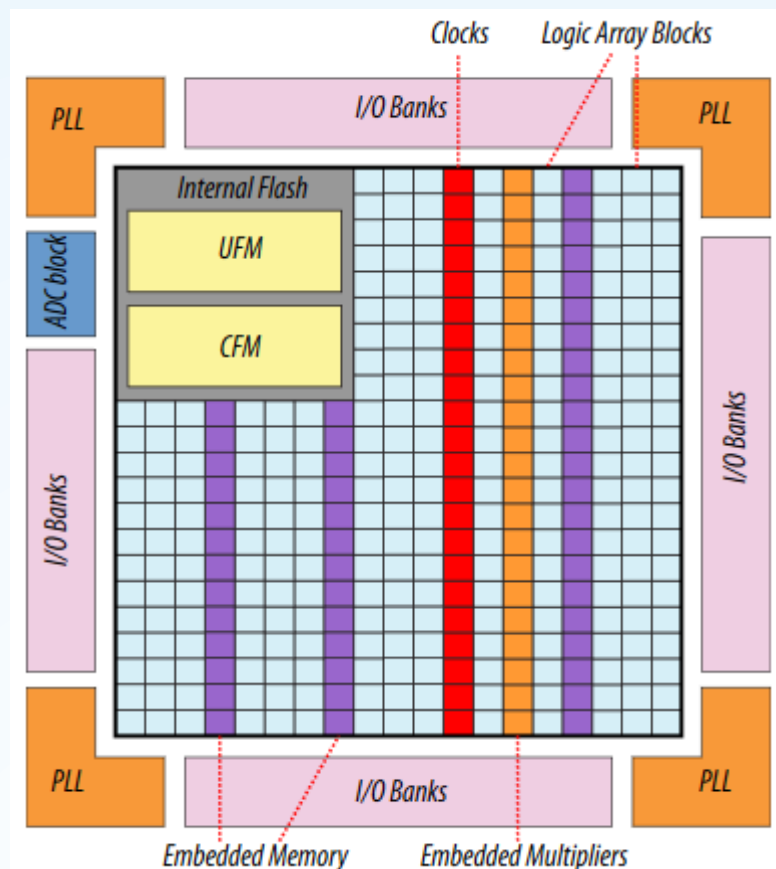 Clocks
Logic Array Blocks
PLL
I/O Banks
PLL
Internal Flash
UFM
ADC block
CFM
I/O Banks
I/O Banks
PLL
I/O Banks
PLL
Embedded Memory
Embedded Multipliers